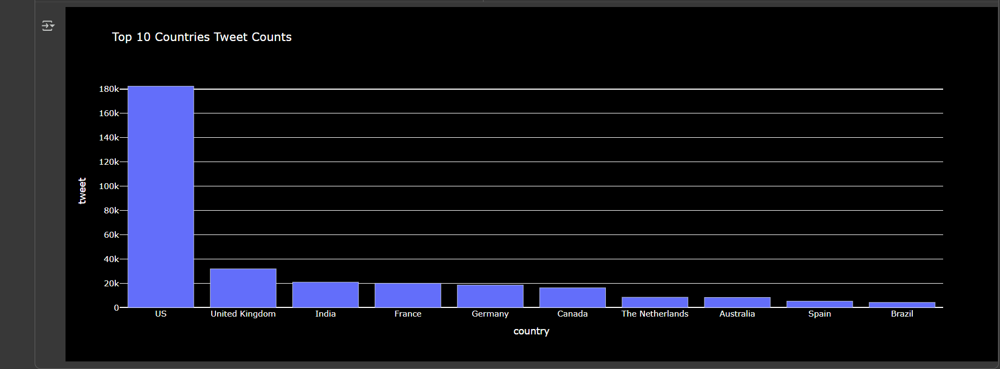 Top 10 Countries Tweet Counts
180k
160k
140k
120k
100k
80k
60k
40k
20k
0
tweet
US United Kingdom India France Germany Canada The Netherlands Australia Spain Brazil
country